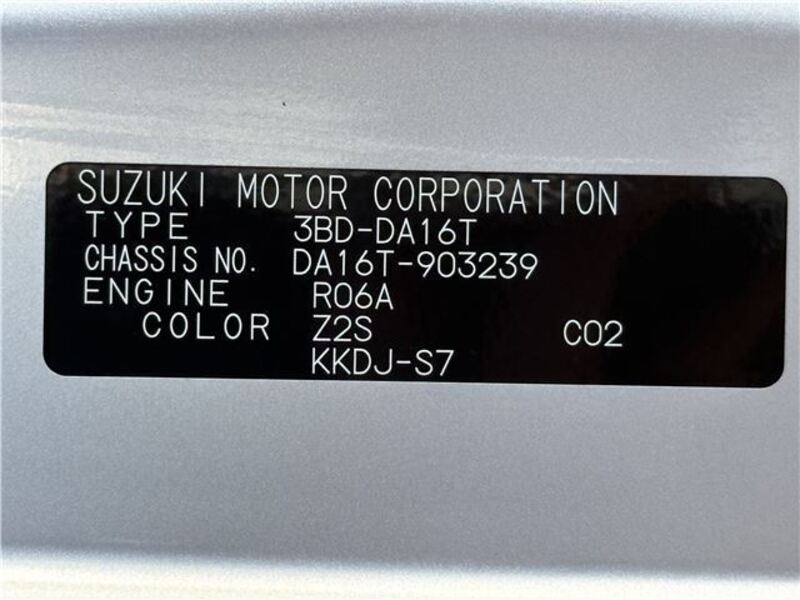 SUZUKI MOTOR CORPORATION
TYPE 3BD-DA16T
CHASSIS NO. DA16T-903239
ENGINE R06A
COLOR Z2S C02
KKDJ-S7